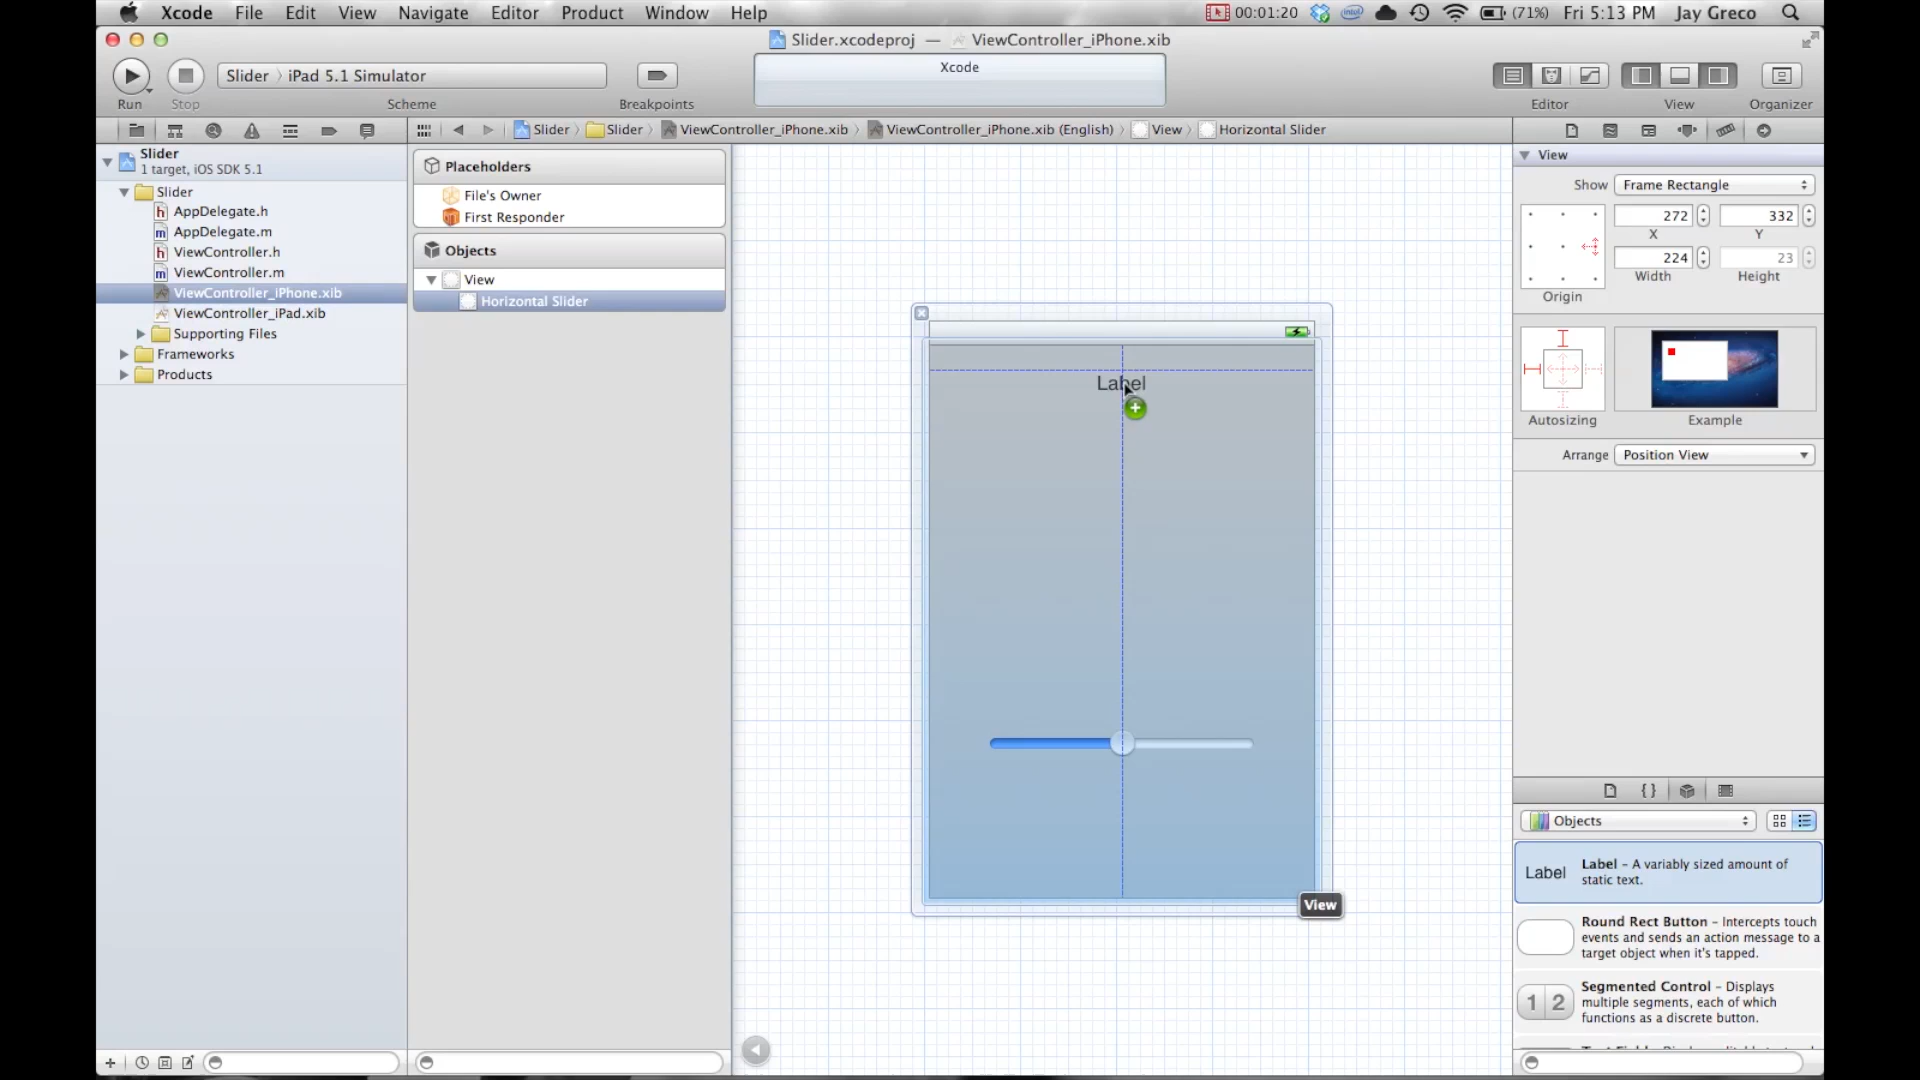 Xcode File Edit View Navigate Editor Product Window Help
00:01:20 intel (71%) Fri 5:13 PM Jay Greco
Slider.xcodeproj — ViewController_iPhone.xib
Slider 〉 iPad 5.1 Simulator
Xcode
Run Stop Scheme Breakpoints Editor View Organizer
Slider 〉 Slider 〉 ViewController_iPhone.xib 〉 ViewController_iPhone.xib (English) 〉 View 〉 Horizontal Slider
Slider
1 target, iOS SDK 5.1
Slider
h AppDelegate.h
m AppDelegate.m
h ViewController.h
m ViewController.m
ViewController_iPhone.xib
ViewController_iPad.xib
Supporting Files
Frameworks
Products
Placeholders
File's Owner
First Responder
Objects
View
Horizontal Slider
Label
View
View
Show Frame Rectangle
272 332
X Y
224 23
Width Height
Origin
Autosizing Example
Arrange Position View
{ }
Objects
Label
Label – A variably sized amount of
static text.
Round Rect Button – Intercepts touch
events and sends an action message to a
target object when it's tapped.
1 2
Segmented Control – Displays
multiple segments, each of which
functions as a discrete button.